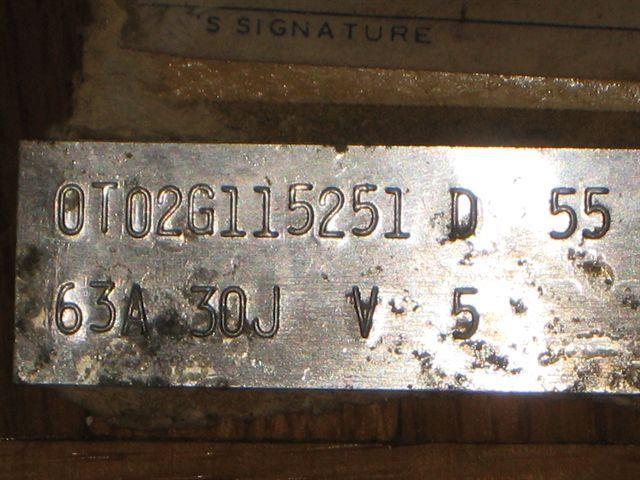 'S SIGNATURE
0T02G115251 D 55
63A 30J V 5